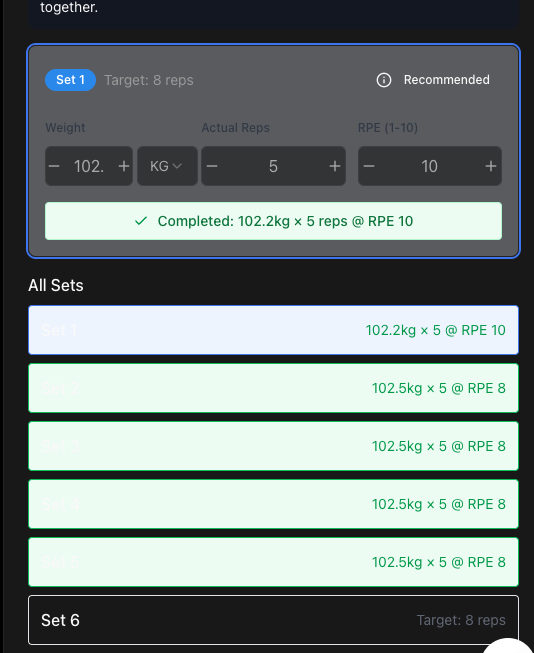 together.
Set 1 Target: 8 reps Recommended
Weight Actual Reps RPE (1-10)
102. KG 5 10
Completed: 102.2kg × 5 reps @ RPE 10
All Sets
Set 1 102.2kg × 5 @ RPE 10
Set 2 102.5kg × 5 @ RPE 8
Set 3 102.5kg × 5 @ RPE 8
Set 4 102.5kg × 5 @ RPE 8
Set 5 102.5kg × 5 @ RPE 8
Set 6 Target: 8 reps